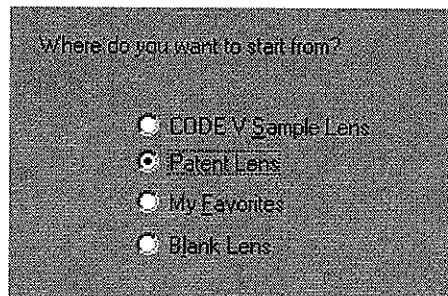 Where do you want to start from?
CODE V Sample Lens
Patent Lens
My Favorites
Blank Lens